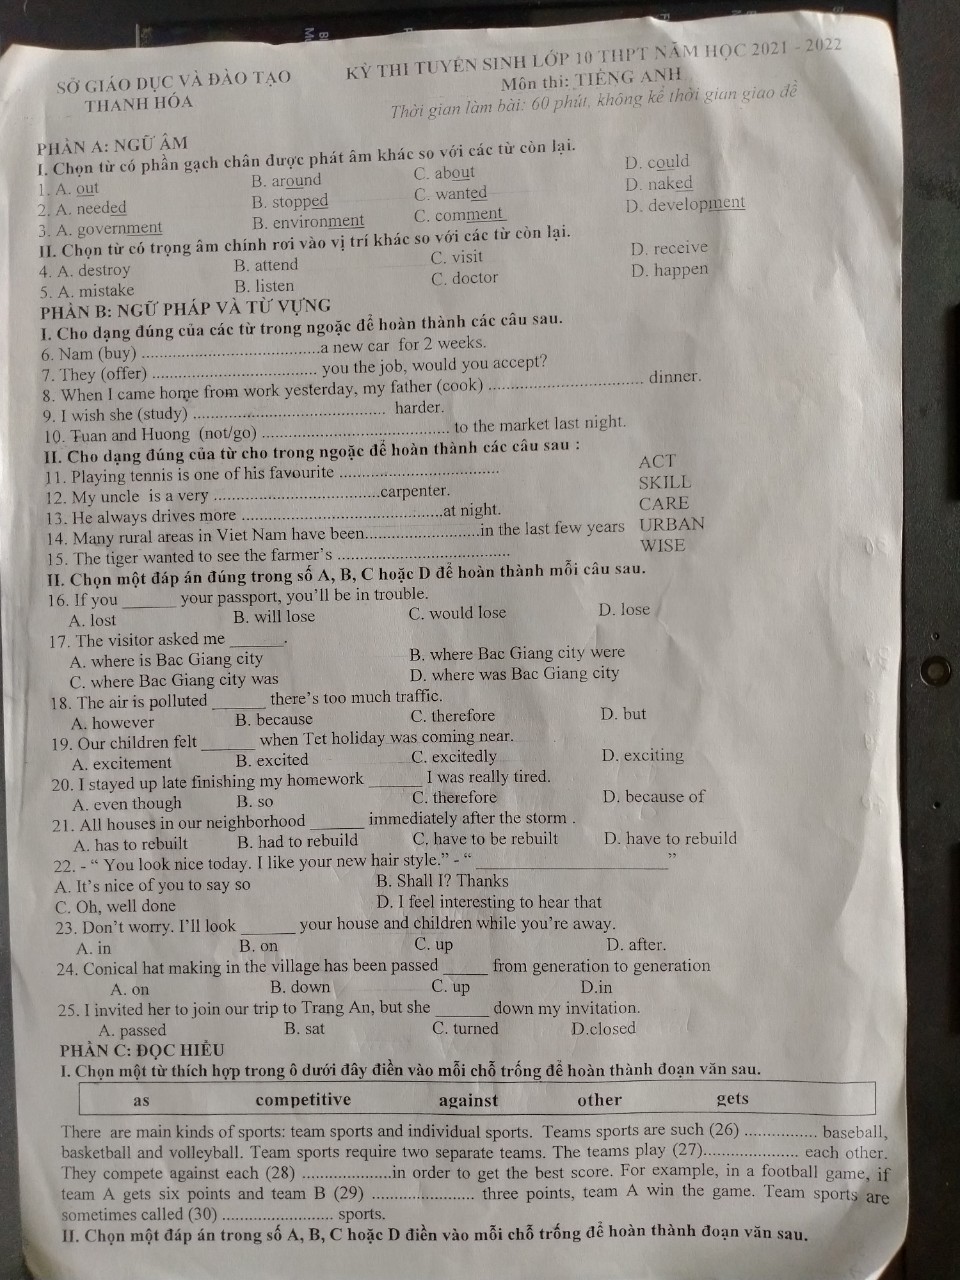 SỞ GIÁO DỤC VÀ ĐÀO TẠO
THANH HÓA
KỲ THI TUYỂN SINH LỚP 10 THPT NĂM HỌC 2021 - 2022
Môn thi: TIẾNG ANH
Thời gian làm bài: 60 phút, không kể thời gian giao đề
PHẦN A: NGỮ ÂM
I. Chọn từ có phần gạch chân được phát âm khác so với các từ còn lại.
1. A. out B. around C. about D. could
2. A. needed B. stopped C. wanted D. naked
3. A. government B. environment C. comment D. development
II. Chọn từ có trọng âm chính rơi vào vị trí khác so với các từ còn lại.
4. A. destroy B. attend C. visit D. receive
5. A. mistake B. listen C. doctor D. happen
PHẦN B: NGỮ PHÁP VÀ TỪ VỰNG
I. Cho dạng đúng của các từ trong ngoặc để hoàn thành các câu sau.
6. Nam (buy) ....................................a new car for 2 weeks.
7. They (offer) .................................. you the job, would you accept?
8. When I came home from work yesterday, my father (cook) ................................ dinner.
9. I wish she (study) ........................................ harder.
10. Tuan and Huong (not/go) ...................................... to the market last night.
II. Cho dạng đúng của từ cho trong ngoặc để hoàn thành các câu sau :
11. Playing tennis is one of his favourite ................................. ACT
12. My uncle is a very ..................................carpenter. SKILL
13. He always drives more ..........................................at night. CARE
14. Many rural areas in Viet Nam have been........................in the last few years URBAN
15. The tiger wanted to see the farmer's .................................... WISE
II. Chọn một đáp án đúng trong số A, B, C hoặc D để hoàn thành mỗi câu sau.
16. If you ______ your passport, you'll be in trouble.
A. lost B. will lose C. would lose D. lose
17. The visitor asked me ______.
A. where is Bac Giang city B. where Bac Giang city were
C. where Bac Giang city was D. where was Bac Giang city
18. The air is polluted ______ there's too much traffic.
A. however B. because C. therefore D. but
19. Our children felt ______ when Tet holiday was coming near.
A. excitement B. excited C. excitedly D. exciting
20. I stayed up late finishing my homework ______ I was really tired.
A. even though B. so C. therefore D. because of
21. All houses in our neighborhood ______ immediately after the storm .
A. has to rebuilt B. had to rebuild C. have to be rebuilt D. have to rebuild
22. - “ You look nice today. I like your new hair style.” - “ ____________________ ”
A. It's nice of you to say so B. Shall I? Thanks
C. Oh, well done D. I feel interesting to hear that
23. Don't worry. I'll look ______ your house and children while you're away.
A. in B. on C. up D. after.
24. Conical hat making in the village has been passed _____ from generation to generation
A. on B. down C. up D.in
25. I invited her to join our trip to Trang An, but she ______ down my invitation.
A. passed B. sat C. turned D.closed
PHẦN C: ĐỌC HIỂU
I. Chọn một từ thích hợp trong ô dưới đây điền vào mỗi chỗ trống để hoàn thành đoạn văn sau.
as competitive against other gets
There are main kinds of sports: team sports and individual sports. Teams sports are such (26) ................ baseball,
basketball and volleyball. Team sports require two separate teams. The teams play (27)..................... each other.
They compete against each (28) ....................in order to get the best score. For example, in a football game, if
team A gets six points and team B (29) ....................... three points, team A win the game. Team sports are
sometimes called (30) ......................... sports.
II. Chọn một đáp án trong số A, B, C hoặc D điền vào mỗi chỗ trống để hoàn thành đoạn văn sau.